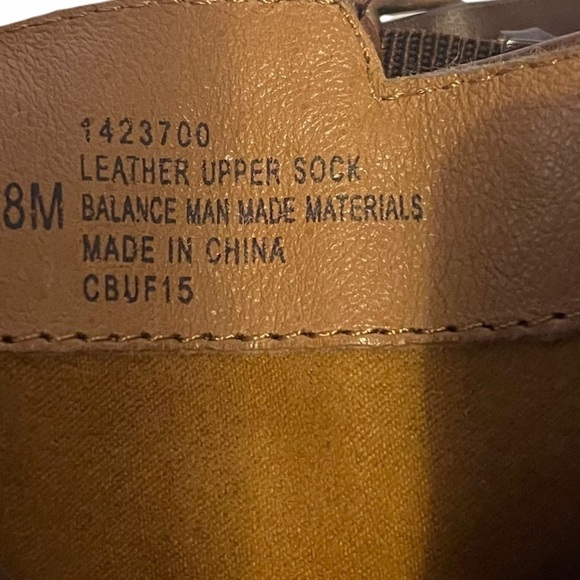 1423700
LEATHER UPPER SOCK
8M BALANCE MAN MADE MATERIALS
MADE IN CHINA
CBUF15